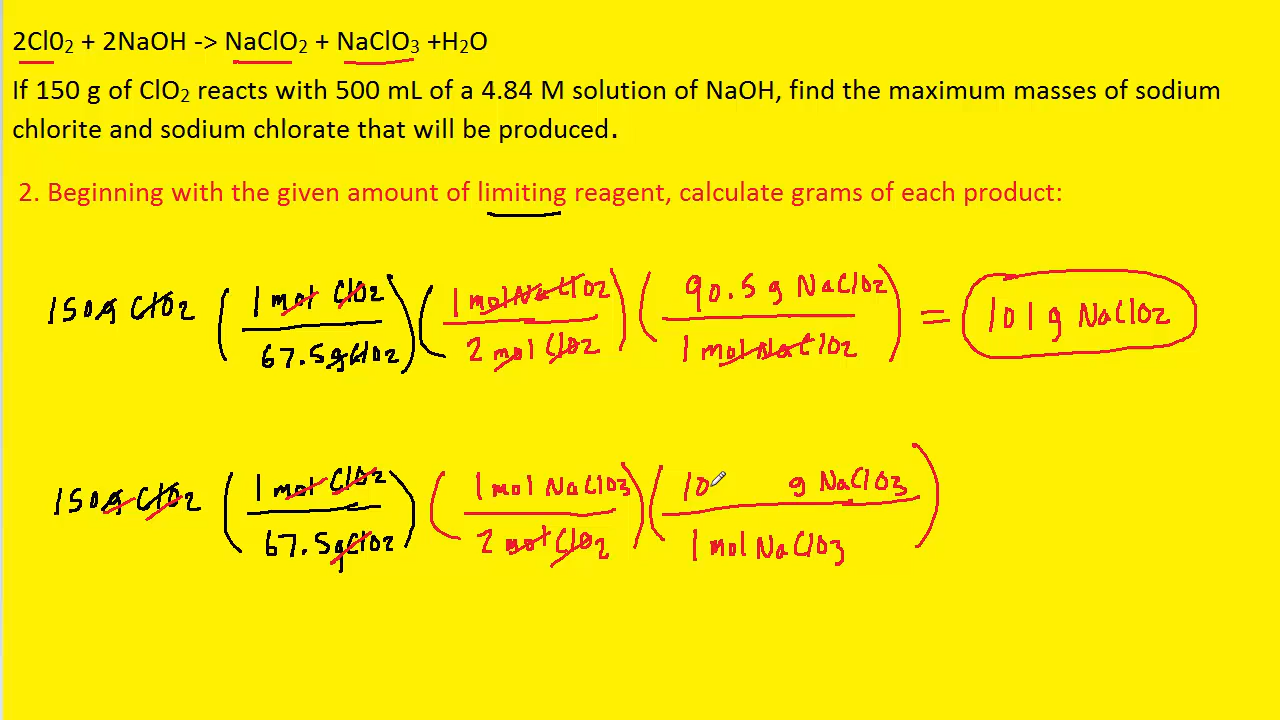 2Cl0₂ + 2NaOH -> NaClO₂ + NaClO₃ +H₂O
If 150 g of ClO₂ reacts with 500 mL of a 4.84 M solution of NaOH, find the maximum masses of sodium
chlorite and sodium chlorate that will be produced.
2. Beginning with the given amount of limiting reagent, calculate grams of each product:
150g ClO2 (1 mol ClO2 / 67.5g ClO2) (1 mol NaClO2 / 2 mol ClO2) (90.5 g NaClO2 / 1 mol NaClO2) = 101 g NaClO2
150g ClO2 (1 mol ClO2 / 67.5g ClO2) (1 mol NaClO3 / 2 mol ClO2) (10 g NaClO3 / 1 mol NaClO3)